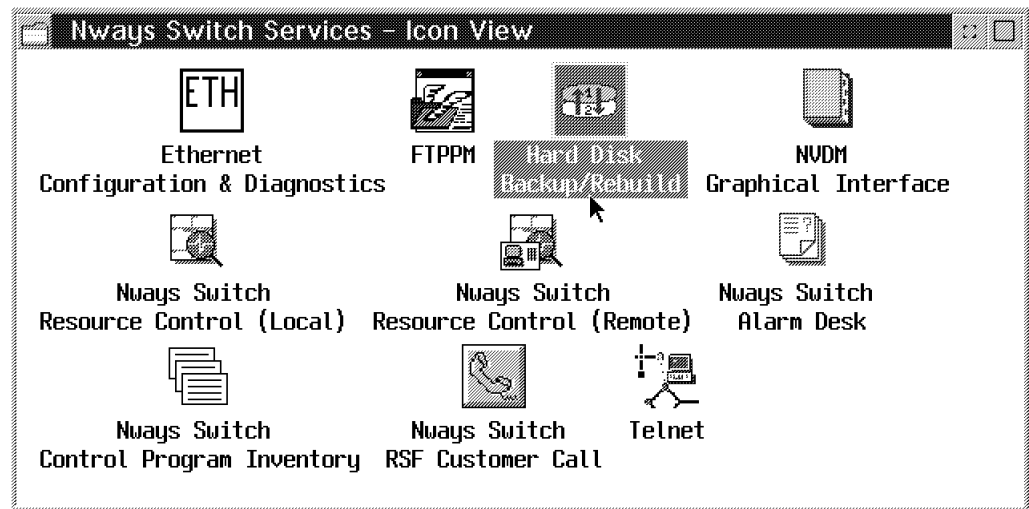 Nways Switch Services - Icon View
ETH
Ethernet
Configuration & Diagnostics
FTPPM
1
2
Hard Disk
Backup/Rebuild
NVDM
Graphical Interface
Nways Switch
Resource Control (Local)
Nways Switch
Resource Control (Remote)
?
Nways Switch
Alarm Desk
Nways Switch
Control Program Inventory
Nways Switch
RSF Customer Call
Telnet